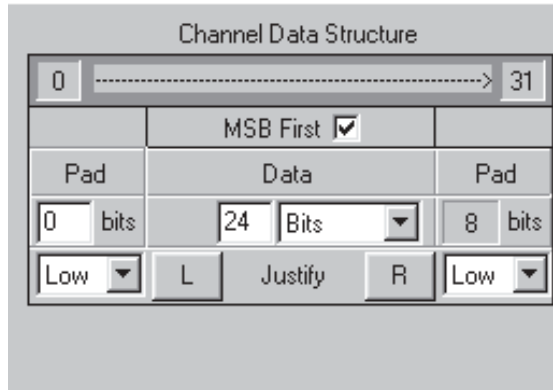 Channel Data Structure
0 31
MSB First
Pad Data Pad
0 bits 24 Bits 8 bits
Low L Justify R Low